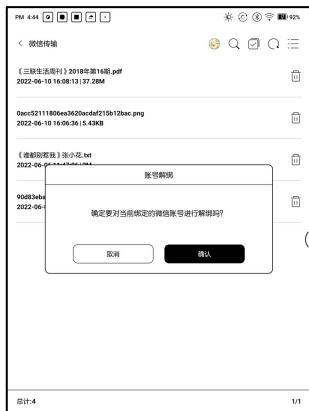 PM 4:44
92%
微信传输
《三联生活周刊》2018年第16期.pdf
2022-06-10 16:08:13 | 37.28M
0acc52111806ea3620acdaf215b12bac.png
2022-06-10 16:06:36 | 5.43KB
《谁都别惹我》张小花.txt
账号解绑
90d83eba
2022-06-
确定要对当前绑定的微信账号进行解绑吗?
取消
确认
总计:4
1/1